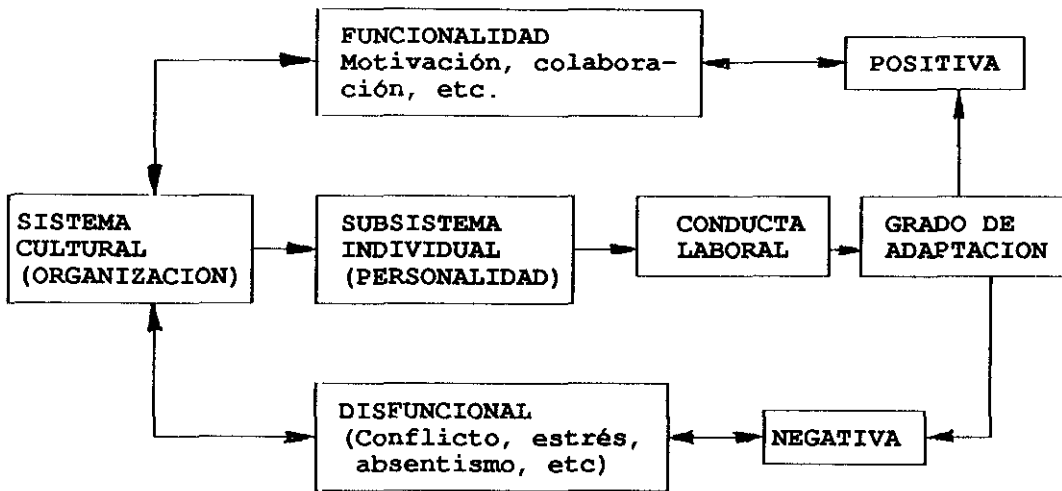 FUNCIONALIDAD
Motivación, colabora-
ción, etc.
POSITIVA
SISTEMA
CULTURAL
(ORGANIZACION)
SUBSISTEMA
INDIVIDUAL
(PERSONALIDAD)
CONDUCTA
LABORAL
GRADO DE
ADAPTACION
DISFUNCIONAL
(Conflicto, estrés,
absentismo, etc)
NEGATIVA